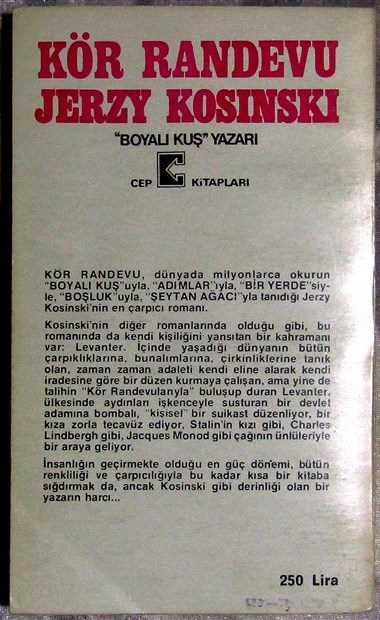 KÖR RANDEVU
JERZY KOSINSKI
"BOYALI KUŞ" YAZARI
CEP KİTAPLARI
KÖR RANDEVU, dünyada milyonlarca okurun
"BOYALI KUŞ"uyla, "ADIMLAR"ıyla, "BİR YERDE"siy-
le, "BOŞLUK"uyla, "ŞEYTAN AĞACI"yla tanıdığı Jerzy
Kosinski'nin en çarpıcı romanı.
Kosinski'nin diğer romanlarında olduğu gibi, bu
romanında da kendi kişiliğini yansıtan bir kahramanı
var: Levanter. İçinde yaşadığı dünyanın bütün
çarpıklıklarına, bunalımlarına, çirkinliklerine tanık
olan, zaman zaman adaleti kendi eline alarak kendi
iradesine göre bir düzen kurmaya çalışan, ama yine de
talihin "Kör Randevularıyla" buluşup duran Levanter,
ülkesinde aydınları işkenceyle susturan bir devlet
adamına bombalı, "kişisel" bir suikast düzenliyor, bir
kıza zorla tecavüz ediyor, Stalin'in kızı gibi, Charles
Lindbergh gibi, Jacques Monod gibi çağının ünlüleriyle
bir araya geliyor.
İnsanlığın geçirmekte olduğu en güç dönemi, bütün
renkliliği ve çarpıcılığıyla bu kadar kısa bir kitaba
sığdırmak da, ancak Kosinski gibi derinliği olan bir
yazarın harcı...
250 Lira